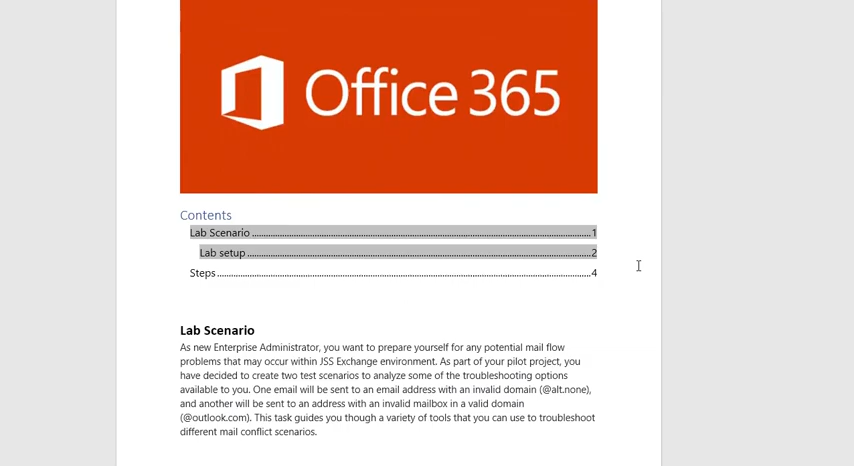 Office 365
Contents
Lab Scenario ........................................................................................................ 1
Lab setup ........................................................................................................ 2
Steps ........................................................................................................ 4
Lab Scenario
As new Enterprise Administrator, you want to prepare yourself for any potential mail flow
problems that may occur within JSS Exchange environment. As part of your pilot project, you
have decided to create two test scenarios to analyze some of the troubleshooting options
available to you. One email will be sent to an email address with an invalid domain (@alt.none),
and another will be sent to an address with an invalid mailbox in a valid domain
(@outlook.com). This task guides you though a variety of tools that you can use to troubleshoot
different mail conflict scenarios.